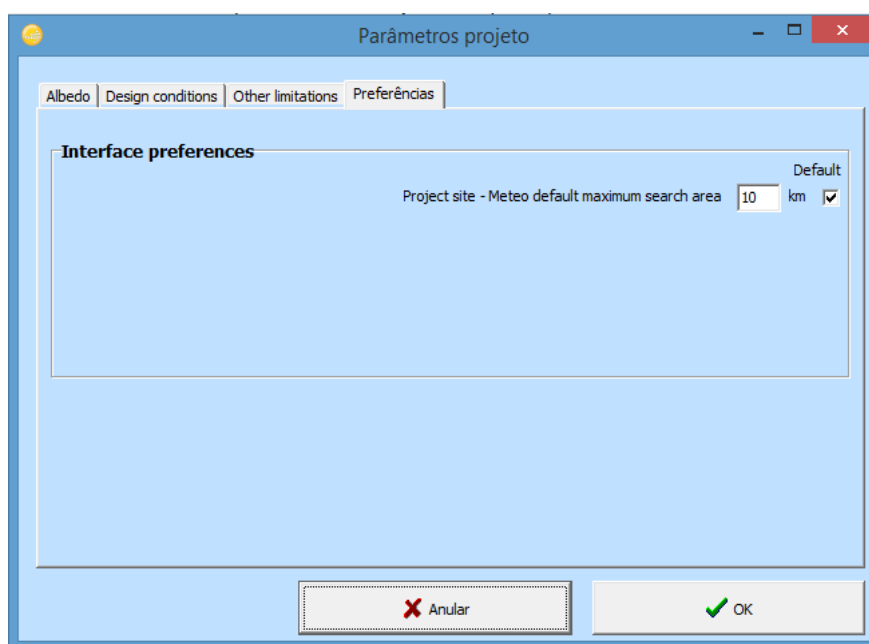 Parâmetros projeto
Albedo Design conditions Other limitations Preferências
Interface preferences
Default
Project site - Meteo default maximum search area 10 km
Anular OK